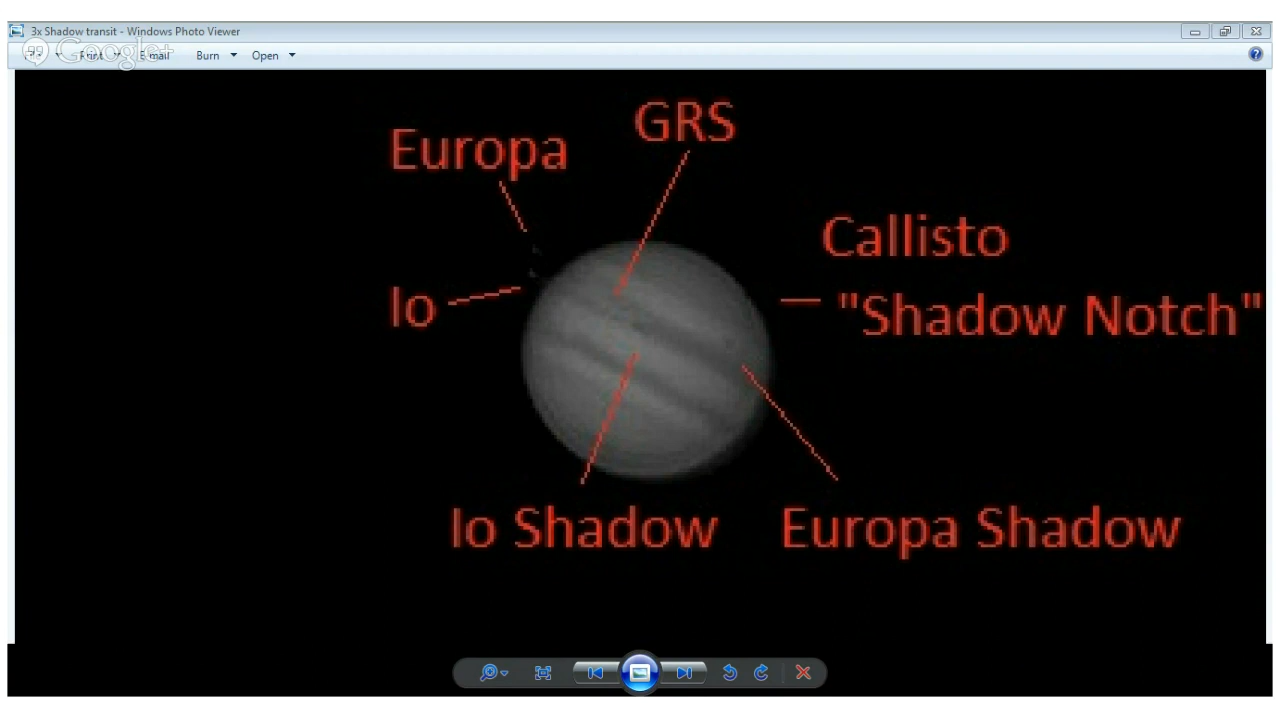 3x Shadow transit - Windows Photo Viewer
Google+
Print E-mail Burn Open
GRS
Europa
Callisto
Io
"Shadow Notch"
Io Shadow
Europa Shadow